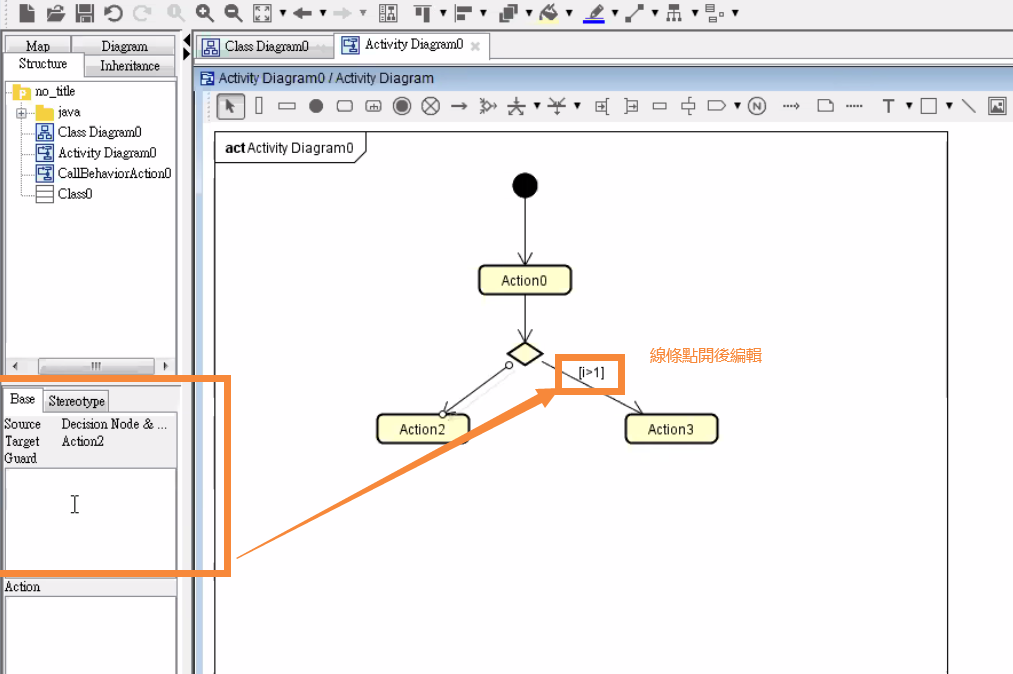 Map
Diagram
Structure
Inheritance
no_title
java
Class Diagram0
Activity Diagram0
CallBehaviorAction0
Class0
Base
Stereotype
Source
Decision Node & ...
Target
Action2
Guard
Action
Class Diagram0
Activity Diagram0
Activity Diagram0 / Activity Diagram
N
T
act Activity Diagram0
Action0
[i>1]
線條點開後編輯
Action2
Action3